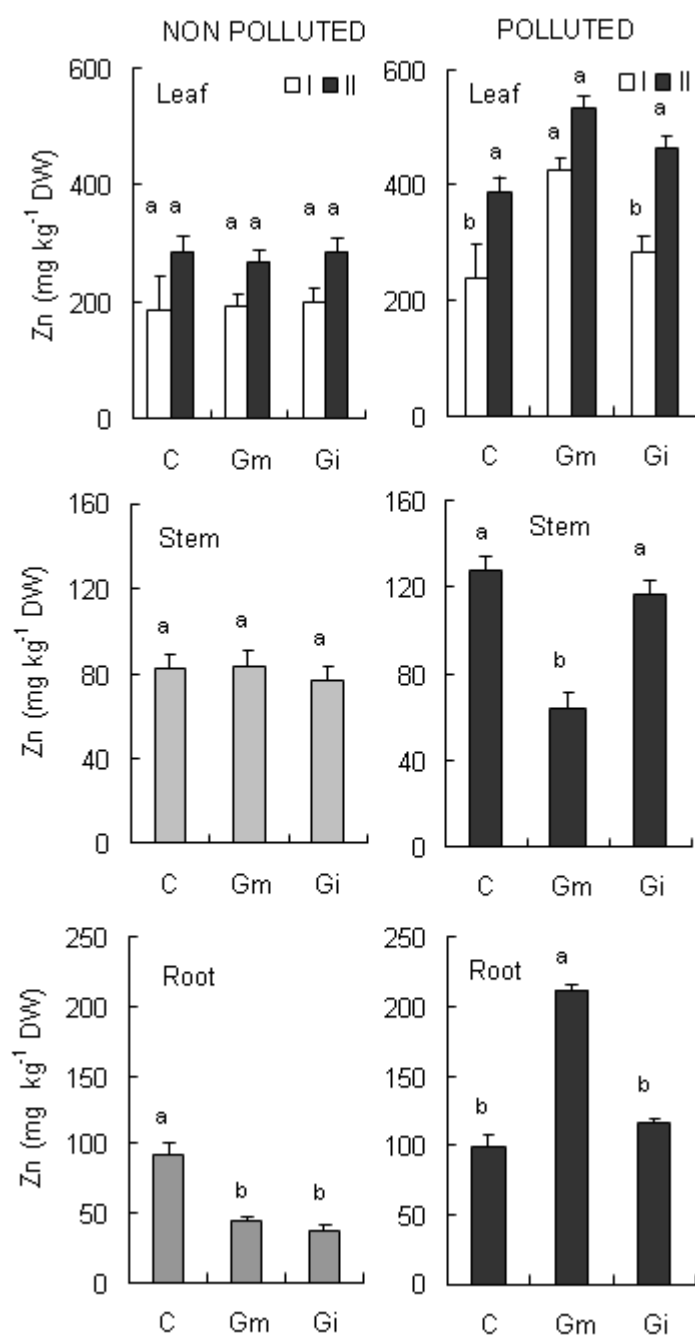 NON POLLUTED
POLLUTED
600
400
200
0
Zn (mg kg⁻¹ DW)
Leaf
I II
a a
a a
a a
C Gm Gi
600
400
200
0
Leaf
I II
b a
a a
b a
C Gm Gi
160
120
80
40
0
Zn (mg kg⁻¹ DW)
Stem
a a a
C Gm Gi
160
120
80
40
0
Stem
a b a
C Gm Gi
250
200
150
100
50
0
Zn (mg kg⁻¹ DW)
Root
a b b
C Gm Gi
250
200
150
100
50
0
Root
b a b
C Gm Gi